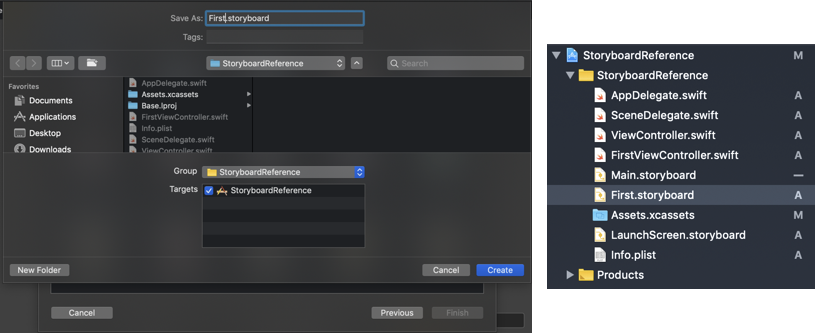 Save As: First.storyboard
Tags:
StoryboardReference
Search
Favorites
Documents
Applications
Desktop
Downloads
AppDelegate.swift
Assets.xcassets
Base.lproj
FirstViewController.swift
Info.plist
SceneDelegate.swift
ViewController.swift
Group StoryboardReference
Targets StoryboardReference
New Folder Cancel Create
Cancel Previous Finish
StoryboardReference M
StoryboardReference
AppDelegate.swift A
SceneDelegate.swift A
ViewController.swift A
FirstViewController.swift A
Main.storyboard —
First.storyboard A
Assets.xcassets M
LaunchScreen.storyboard A
Info.plist A
Products